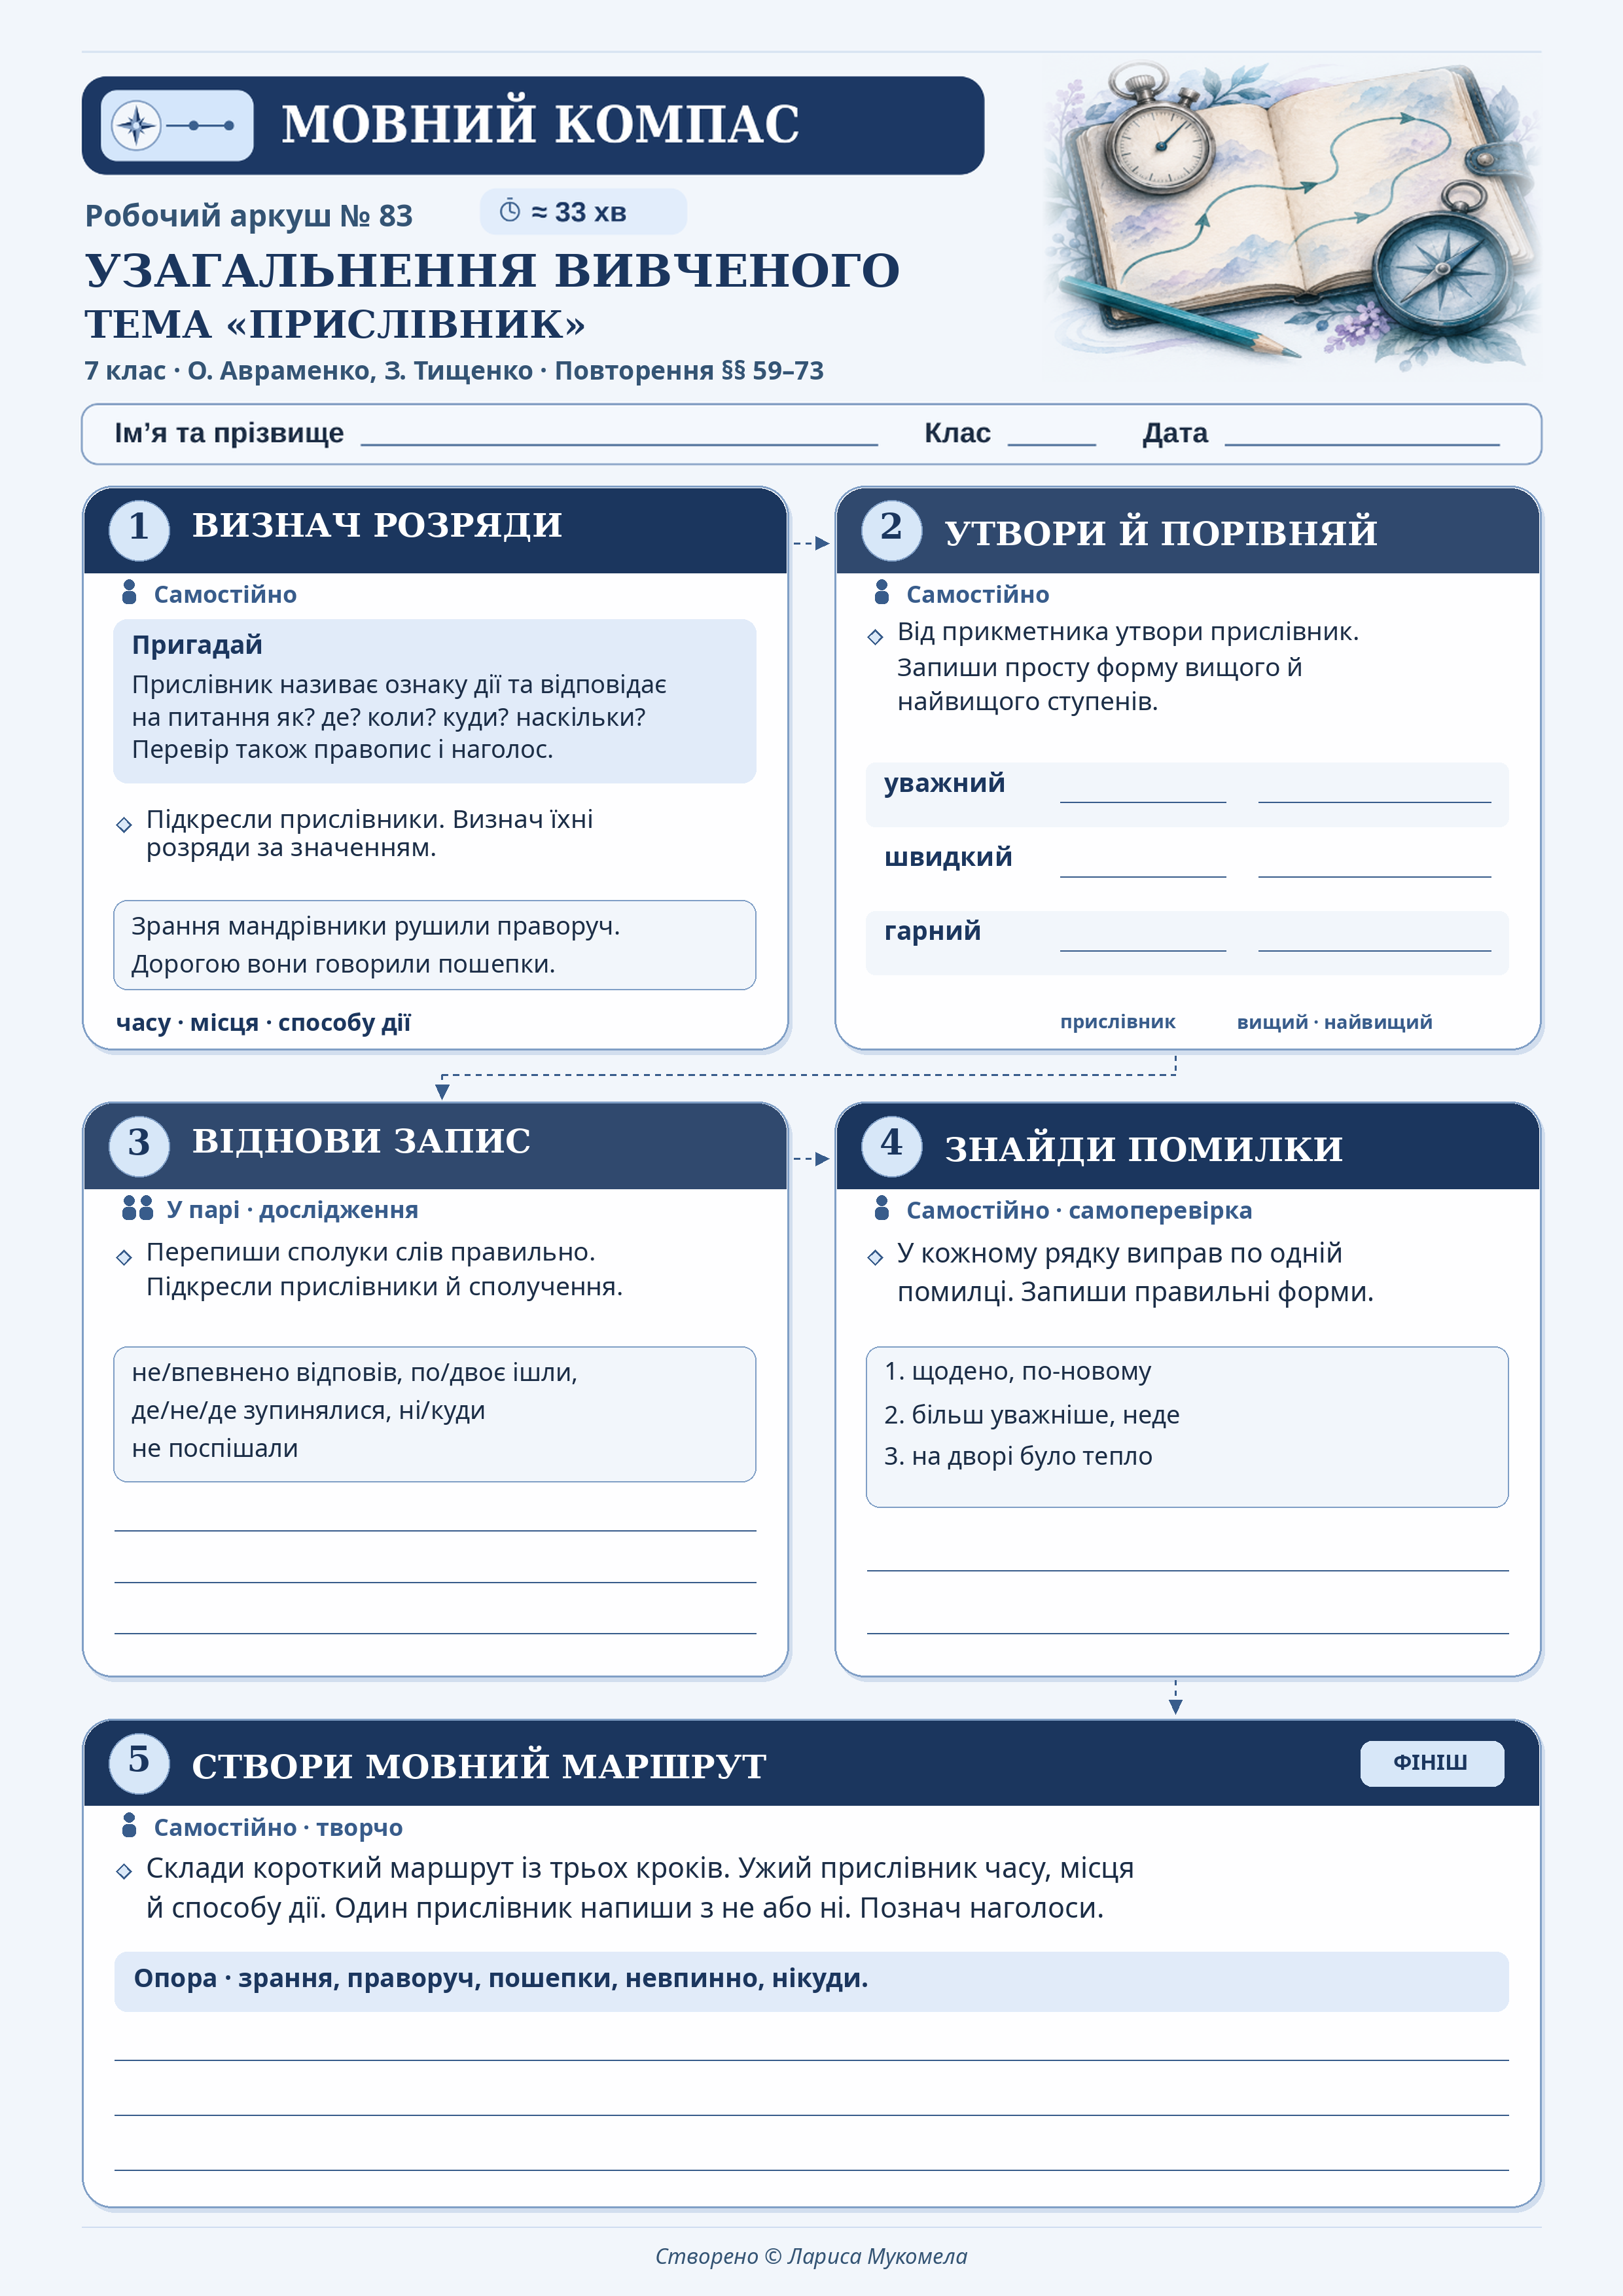 МОВНИЙ КОМПАС
Робочий аркуш № 83
≈ 33 хв
УЗАГАЛЬНЕННЯ ВИВЧЕНОГО
ТЕМА «ПРИСЛІВНИК»
7 клас · О. Авраменко, З. Тищенко · Повторення §§ 59–73
Ім’я та прізвище Клас Дата
1 ВИЗНАЧ РОЗРЯДИ
Самостійно
Пригадай
Прислівник називає ознаку дії та відповідає
на питання як? де? коли? куди? наскільки?
Перевір також правопис і наголос.
Підкресли прислівники. Визнач їхні
розряди за значенням.
Зрання мандрівники рушили праворуч.
Дорогою вони говорили пошепки.
часу · місця · способу дії
2 УТВОРИ Й ПОРІВНЯЙ
Самостійно
Від прикметника утвори прислівник.
Запиши просту форму вищого й
найвищого ступенів.
уважний
швидкий
гарний
прислівник вищий · найвищий
3 ВІДНОВИ ЗАПИС
У парі · дослідження
Перепиши сполуки слів правильно.
Підкресли прислівники й сполучення.
не/впевнено відповів, по/двоє ішли,
де/не/де зупинялися, ні/куди
не поспішали
4 ЗНАЙДИ ПОМИЛКИ
Самостійно · самоперевірка
У кожному рядку виправ по одній
помилці. Запиши правильні форми.
1. щодено, по-новому
2. більш уважніше, неде
3. на дворі було тепло
5 СТВОРИ МОВНИЙ МАРШРУТ
ФІНІШ
Самостійно · творчо
Склади короткий маршрут із трьох кроків. Ужий прислівник часу, місця
й способу дії. Один прислівник напиши з не або ні. Познач наголоси.
Опора · зрання, праворуч, пошепки, невпинно, нікуди.
Створено © Лариса Мукомела